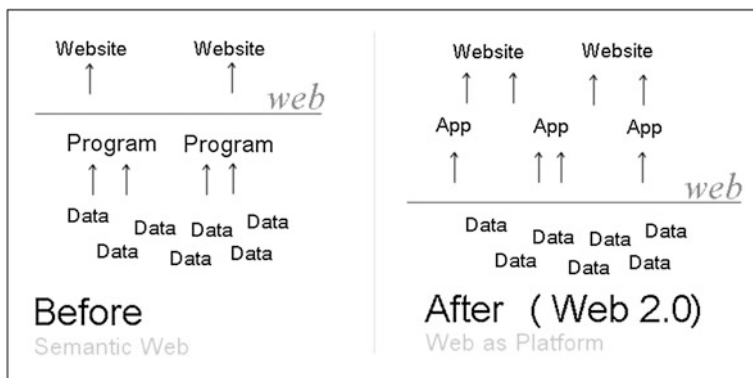 Website Website
web
Program Program
Data Data Data Data
Data Data Data
Before
Semantic Web
Website Website
App App App
web
Data Data Data Data
Data Data Data
After ( Web 2.0)
Web as Platform